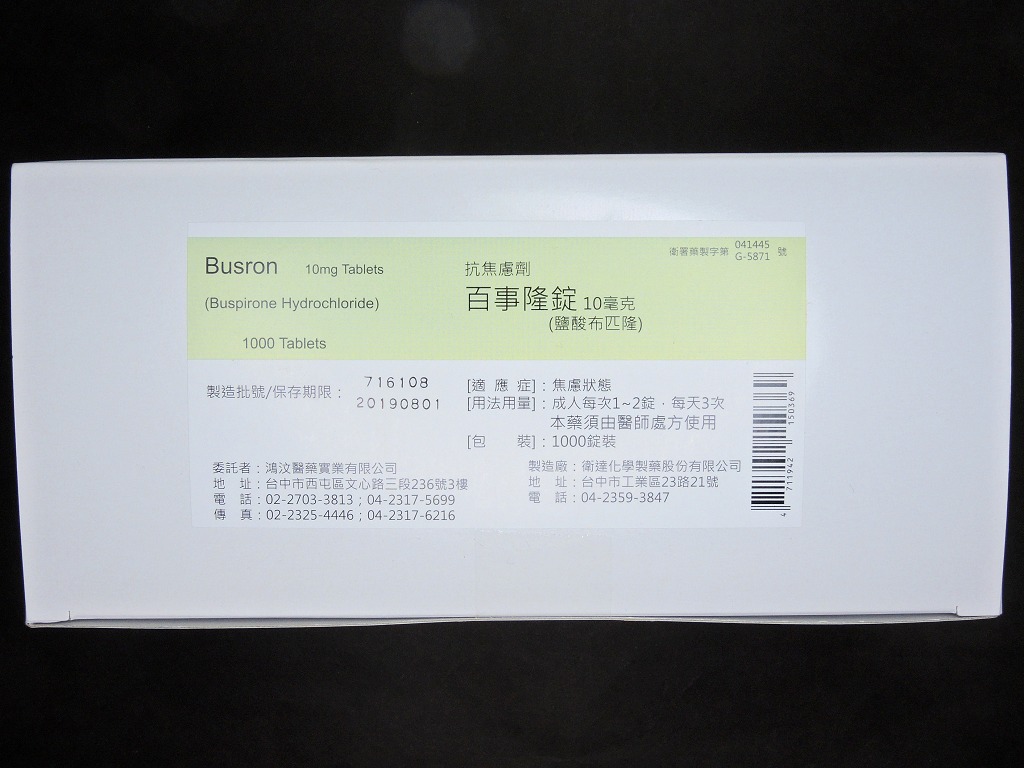 Busron 10mg Tablets
(Buspirone Hydrochloride)
1000 Tablets
衛署藥製字第 041445 G-5871 號
抗焦慮劑
百事隆錠 10毫克
(鹽酸布匹隆)
製造批號/保存期限： 716108
20190801
[適 應 症]：焦慮狀態
[用法用量]：成人每次1~2錠，每天3次
本藥須由醫師處方使用
[包 裝]：1000錠裝
委託者：鴻汶醫藥實業有限公司
地 址：台中市西屯區文心路三段236號3樓
電 話：02-2703-3813；04-2317-5699
傳 真：02-2325-4446；04-2317-6216
製造廠：衛達化學製藥股份有限公司
地 址：台中市工業區23路21號
電 話：04-2359-3847
4 711942 150369